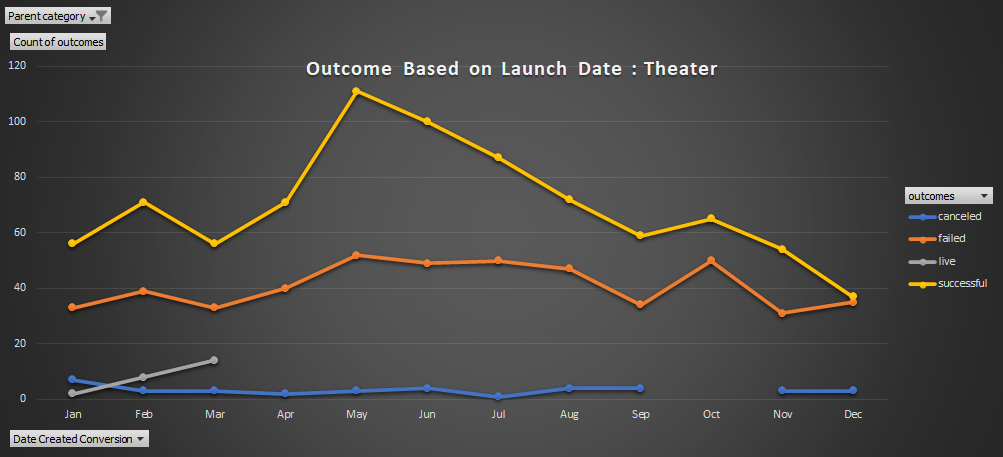 Parent category
Count of outcomes
Outcome Based on Launch Date : Theater
120
100
80
60
40
20
0
Jan Feb Mar Apr May Jun Jul Aug Sep Oct Nov Dec
outcomes
canceled
failed
live
successful
Date Created Conversion